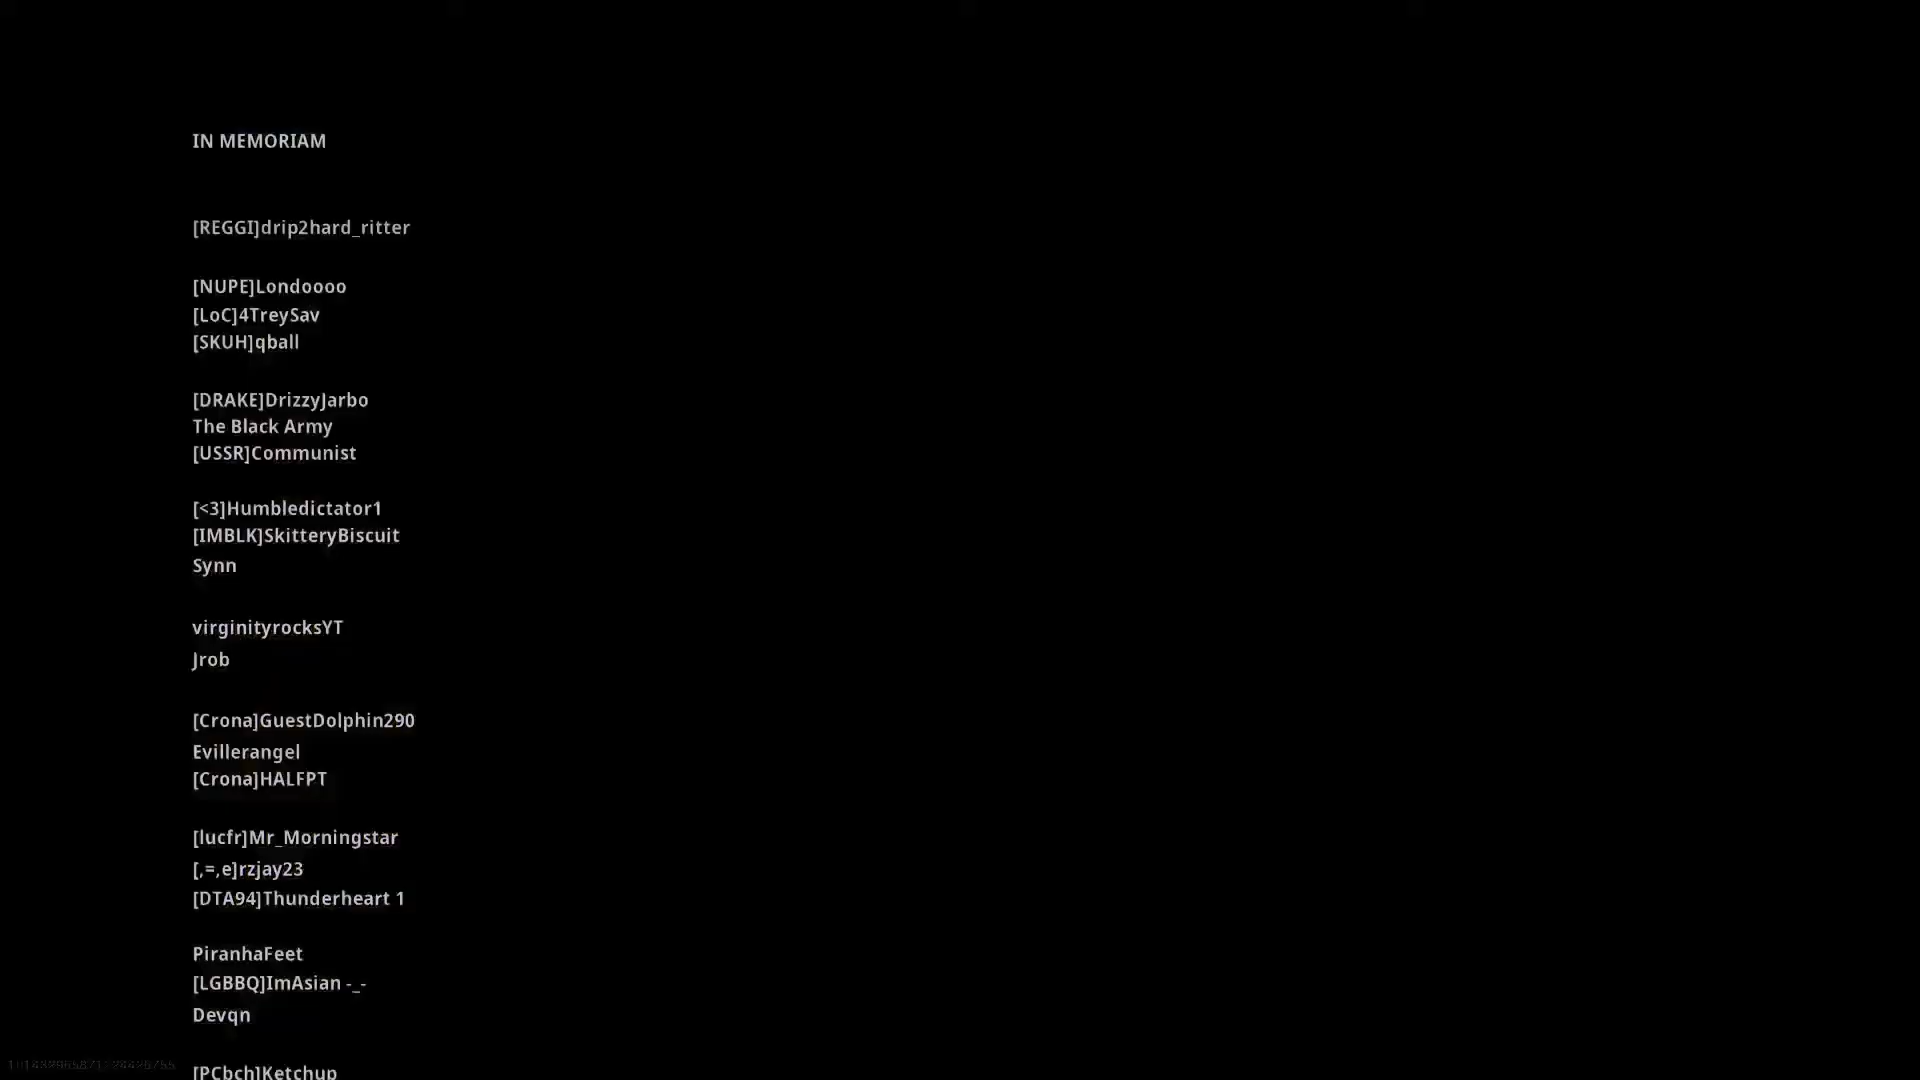 IN MEMORIAM
[REGGI]drip2hard_ritter
[NUPE]Londoooo
[LoC]4TreySav
[SKUH]qball
[DRAKE]DrizzyJarbo
The Black Army
[USSR]Communist
[<3]Humbledictator1
[IMBLK]SkitteryBiscuit
Synn
virginityrocksYT
Jrob
[Crona]GuestDolphin290
Evillerangel
[Crona]HALFPT
[lucfr]Mr_Morningstar
[,=,e]rzjay23
[DTA94]Thunderheart 1
PiranhaFeet
[LGBBQ]ImAsian -_-
Devqn
[PCbch]Ketchup